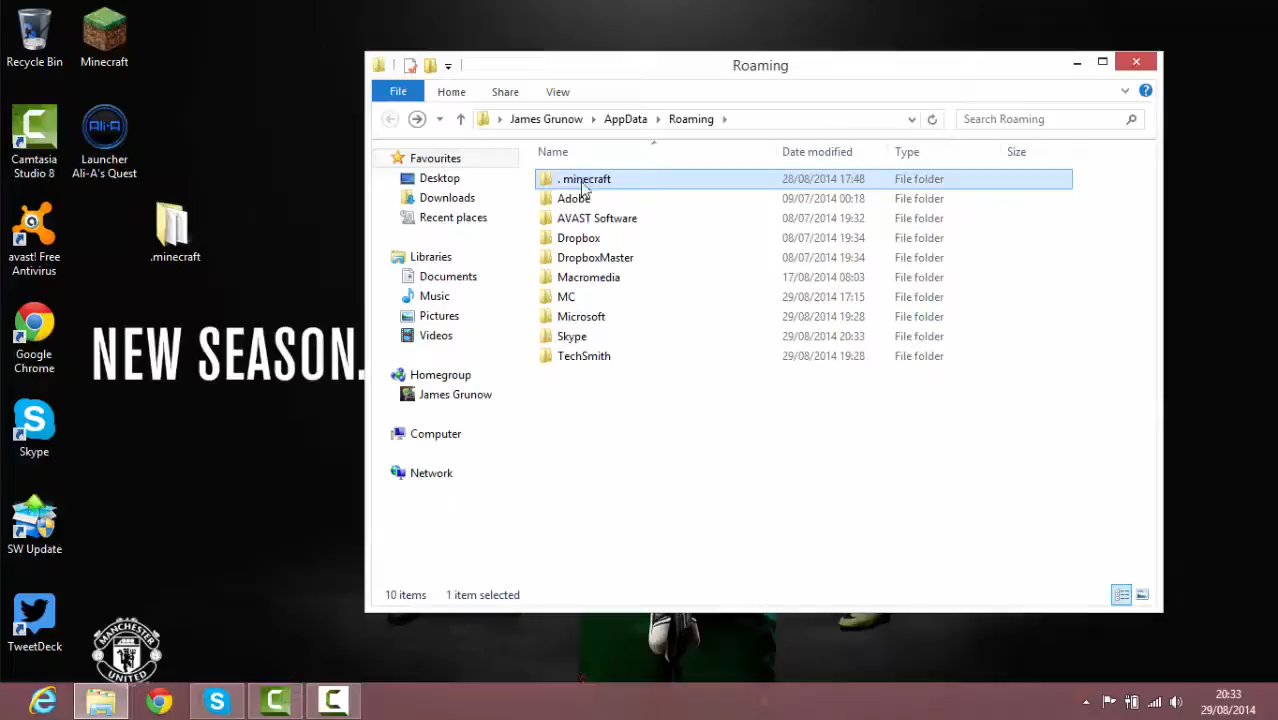 Recycle Bin
Minecraft
Camtasia
Studio 8
Ali-A
Launcher
Ali-A's Quest
avast! Free
Antivirus
.minecraft
Google
Chrome
Skype
SW Update
TweetDeck
NEW SEASON.
MANCHESTER
UNITED
Roaming
File
Home
Share
View
James Grunow
AppData
Roaming
Search Roaming
Name
Date modified
Type
Size
Favourites
Desktop
Downloads
Recent places
Libraries
Documents
Music
Pictures
Videos
Homegroup
James Grunow
Computer
Network
. minecraft 28/08/2014 17:48 File folder
Adobe 09/07/2014 00:18 File folder
AVAST Software 08/07/2014 19:32 File folder
Dropbox 08/07/2014 19:34 File folder
DropboxMaster 08/07/2014 19:34 File folder
Macromedia 17/08/2014 08:03 File folder
MC 29/08/2014 17:15 File folder
Microsoft 29/08/2014 19:28 File folder
Skype 29/08/2014 20:33 File folder
TechSmith 29/08/2014 19:28 File folder
10 items
1 item selected
20:33
29/08/2014